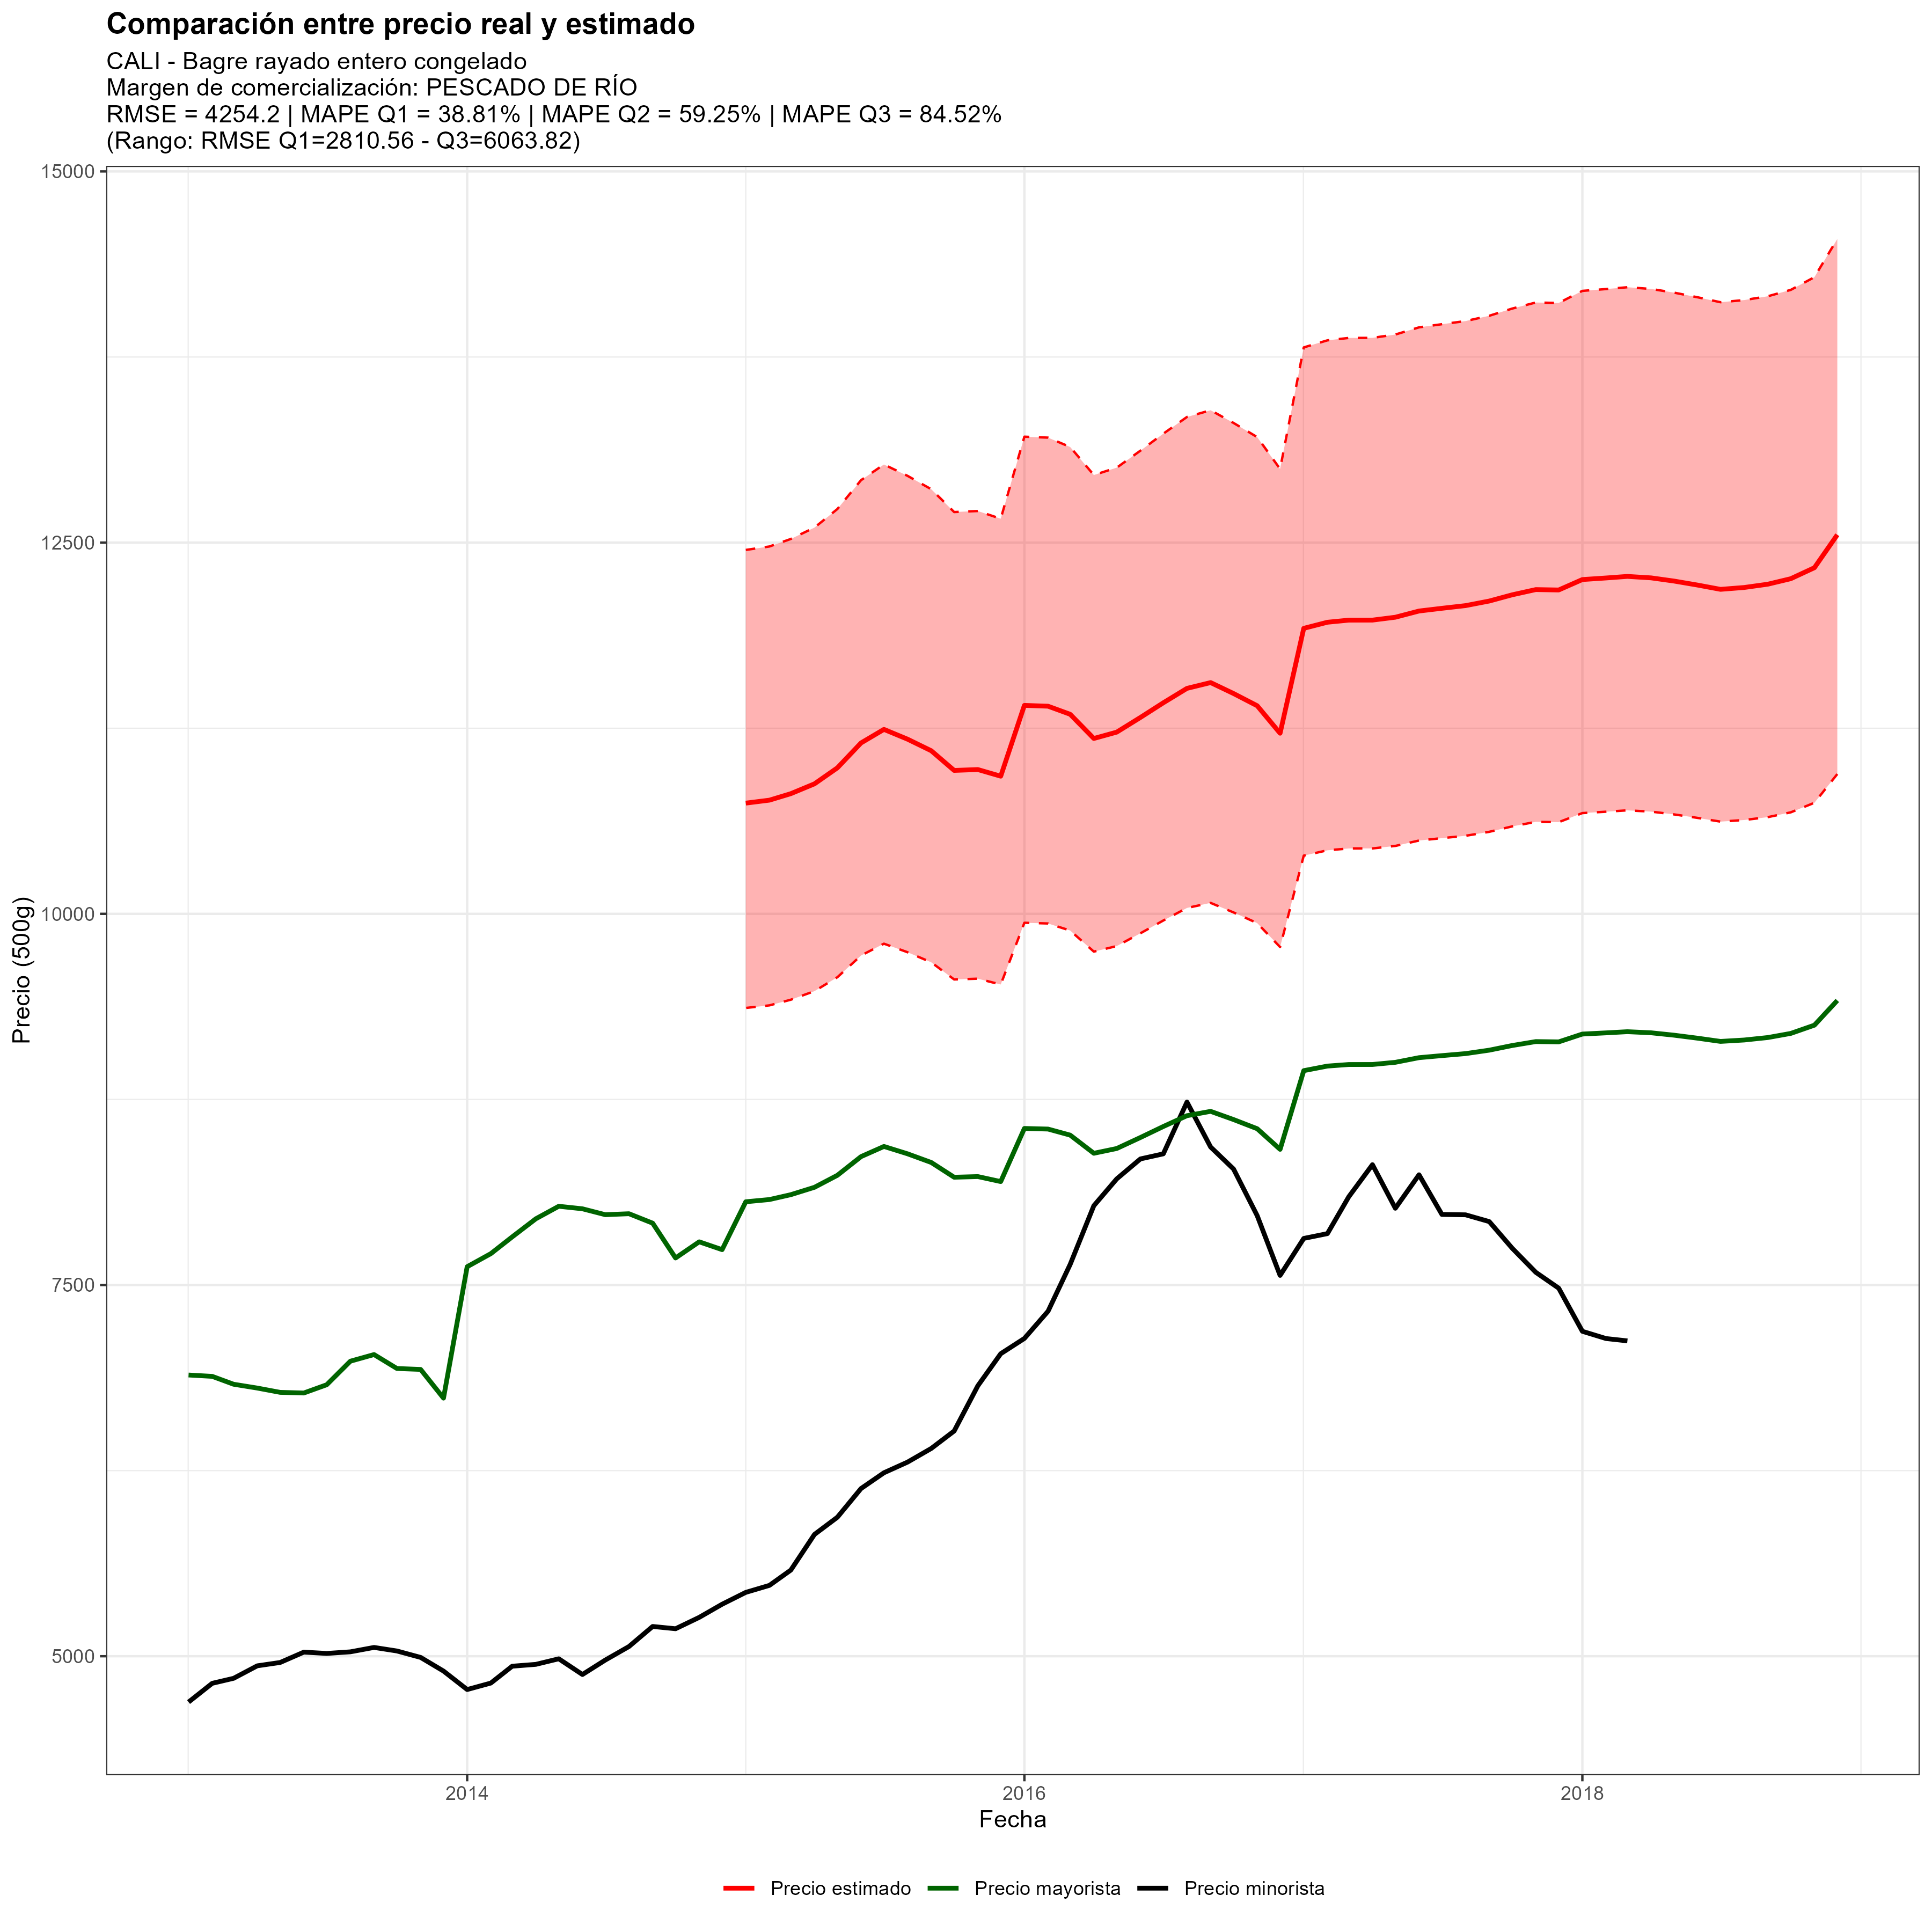 Comparación entre precio real y estimado
CALI - Bagre rayado entero congelado
Margen de comercialización: PESCADO DE RÍO
RMSE = 4254.2 | MAPE Q1 = 38.81% | MAPE Q2 = 59.25% | MAPE Q3 = 84.52%
(Rango: RMSE Q1=2810.56 - Q3=6063.82)
15000
12500
10000
7500
5000
Precio (500g)
2014 2016 2018
Fecha
Precio estimado Precio mayorista Precio minorista